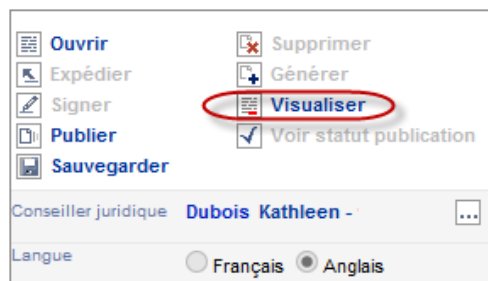 Ouvrir Supprimer
Expédier Générer
Signer Visualiser
Publier Voir statut publication
Sauvegarder
Conseiller juridique Dubois Kathleen - ...
Langue Français Anglais